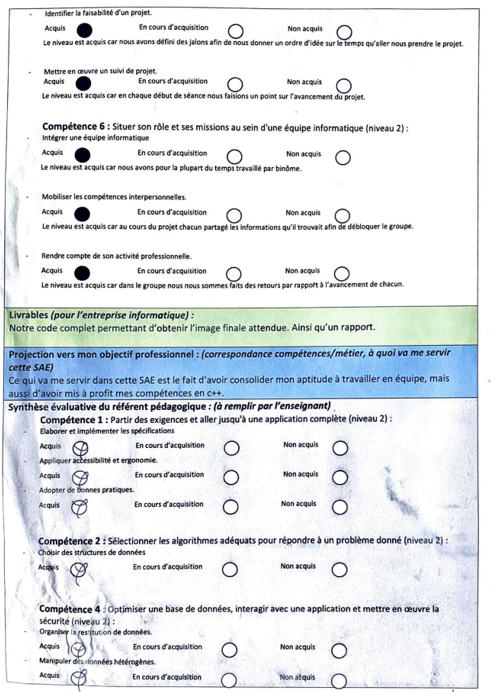 - Identifier la faisabilité d'un projet.
Acquis En cours d'acquisition Non acquis
Le niveau est acquis car nous avons défini des jalons afin de nous donner un ordre d'idée sur le temps qu'aller nous prendre le projet.
- Mettre en œuvre un suivi de projet.
Acquis En cours d'acquisition Non acquis
Le niveau est acquis car en chaque début de séance nous faisions un point sur l'avancement du projet.
Compétence 6 : Situer son rôle et ses missions au sein d'une équipe informatique (niveau 2) :
- Intégrer une équipe informatique
Acquis En cours d'acquisition Non acquis
Le niveau est acquis car nous avons pour la plupart du temps travaillé par binôme.
- Mobiliser les compétences interpersonnelles.
Acquis En cours d'acquisition Non acquis
Le niveau est acquis car au cours du projet chacun partagé les informations qu'il trouvait afin de débloquer le groupe.
- Rendre compte de son activité professionnelle.
Acquis En cours d'acquisition Non acquis
Le niveau est acquis car dans le groupe nous nous sommes faits des retours par rapport à l'avancement de chacun.
Livrables (pour l'entreprise informatique) :
Notre code complet permettant d'obtenir l'image finale attendue. Ainsi qu'un rapport.
Projection vers mon objectif professionnel : (correspondance compétences/métier, à quoi va me servir
cette SAE)
Ce qui va me servir dans cette SAE est le fait d'avoir consolider mon aptitude à travailler en équipe, mais
aussi d'avoir mis à profit mes compétences en c++.
Synthèse évaluative du référent pédagogique : (à remplir par l'enseignant)
Compétence 1 : Partir des exigences et aller jusqu'à une application complète (niveau 2) :
- Elaborer et implémenter les spécifications
Acquis En cours d'acquisition Non acquis
- Appliquer accessibilité et ergonomie.
Acquis En cours d'acquisition Non acquis
- Adopter de bonnes pratiques.
Acquis En cours d'acquisition Non acquis
Compétence 2 : Sélectionner les algorithmes adéquats pour répondre à un problème donné (niveau 2) :
- Choisir des structures de données
Acquis En cours d'acquisition Non acquis
Compétence 4 : Optimiser une base de données, interagir avec une application et mettre en œuvre la
sécurité (niveau 2) :
- Organiser la restitution de données.
Acquis En cours d'acquisition Non acquis
- Manipuler des données hétérogènes.
Acquis En cours d'acquisition Non acquis